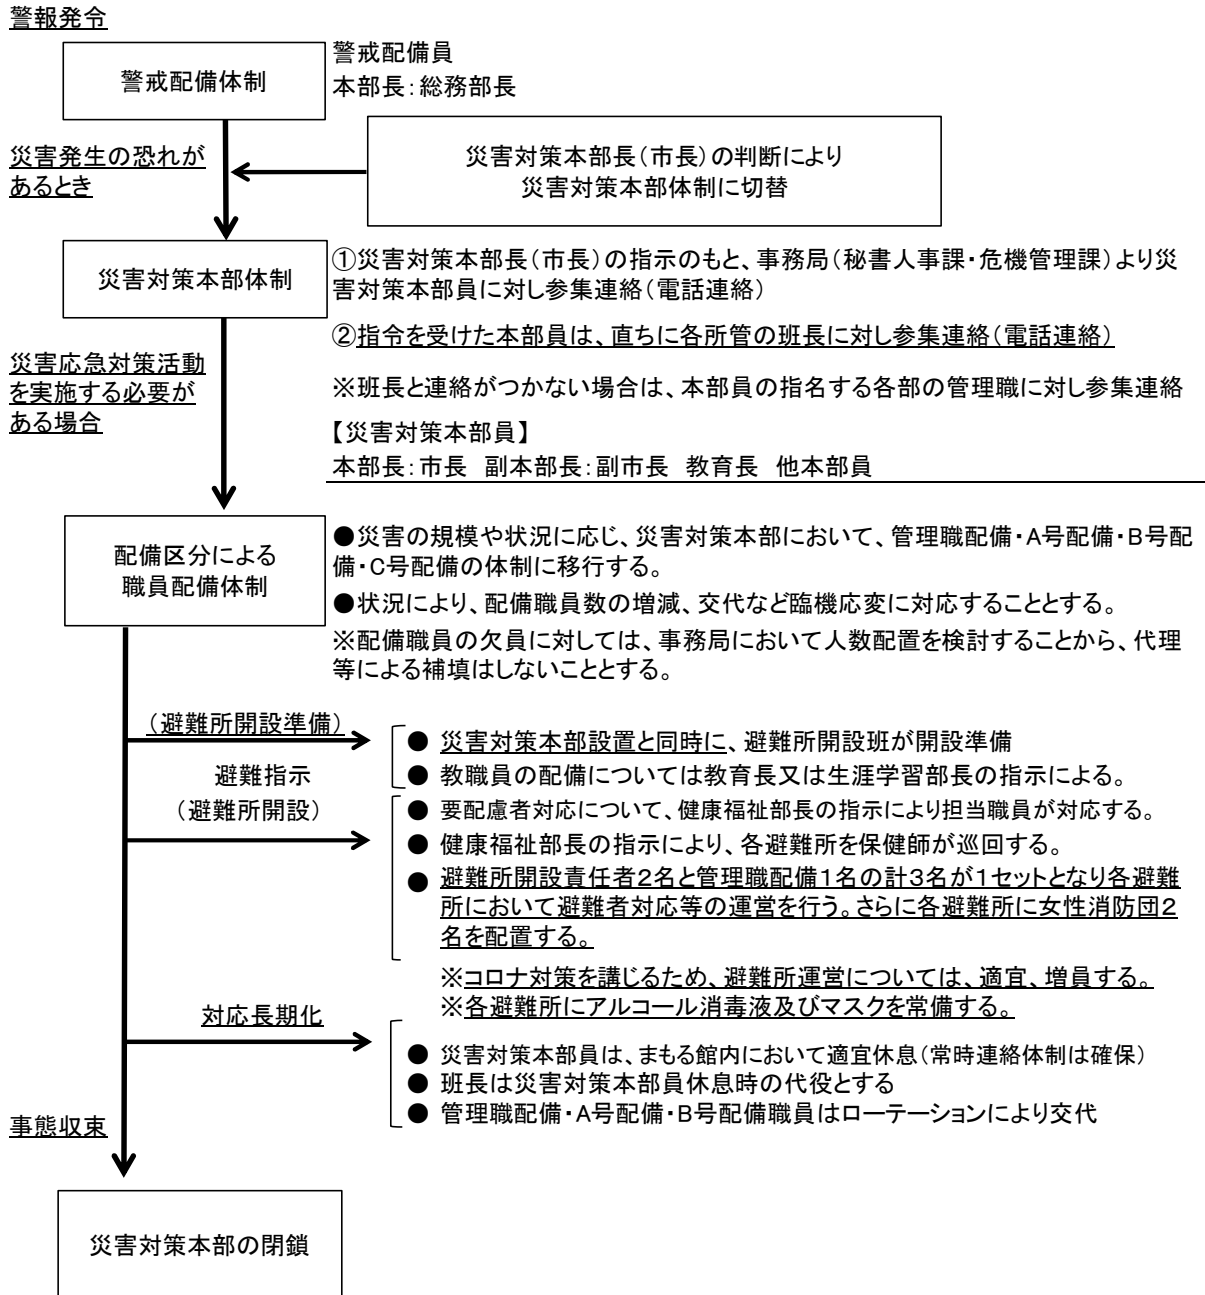 警報発令
警戒配備体制
警戒配備員
本部長：総務部長
災害発生の恐れが
あるとき
災害対策本部長（市長）の判断により
災害対策本部体制に切替
災害対策本部体制
①災害対策本部長（市長）の指示のもと、事務局（秘書人事課・危機管理課）より災
害対策本部員に対し参集連絡（電話連絡）
②指令を受けた本部員は、直ちに各所管の班長に対し参集連絡（電話連絡）
※班長と連絡がつかない場合は、本部員の指名する各部の管理職に対し参集連絡
【災害対策本部員】
本部長：市長　副本部長：副市長　教育長　他本部員
災害応急対策活動
を実施する必要が
ある場合
配備区分による
職員配備体制
●災害の規模や状況に応じ、災害対策本部において、管理職配備・A号配備・B号配
備・C号配備の体制に移行する。
●状況により、配備職員数の増減、交代など臨機応変に対応することとする。
※配備職員の欠員に対しては、事務局において人数配置を検討することから、代理
等による補填はしないこととする。
（避難所開設準備）
● 災害対策本部設置と同時に、避難所開設班が開設準備
● 教職員の配備については教育長又は生涯学習部長の指示による。
避難指示
（避難所開設）
● 要配慮者対応について、健康福祉部長の指示により担当職員が対応する。
● 健康福祉部長の指示により、各避難所を保健師が巡回する。
● 避難所開設責任者２名と管理職配備１名の計３名が１セットとなり各避難
所において避難者対応等の運営を行う。さらに各避難所に女性消防団２
名を配置する。
※コロナ対策を講じるため、避難所運営については、適宜、増員する。
※各避難所にアルコール消毒液及びマスクを常備する。
対応長期化
● 災害対策本部員は、まもる館内において適宜休息（常時連絡体制は確保）
● 班長は災害対策本部員休息時の代役とする
● 管理職配備・A号配備・B号配備職員はローテーションにより交代
事態収束
災害対策本部の閉鎖